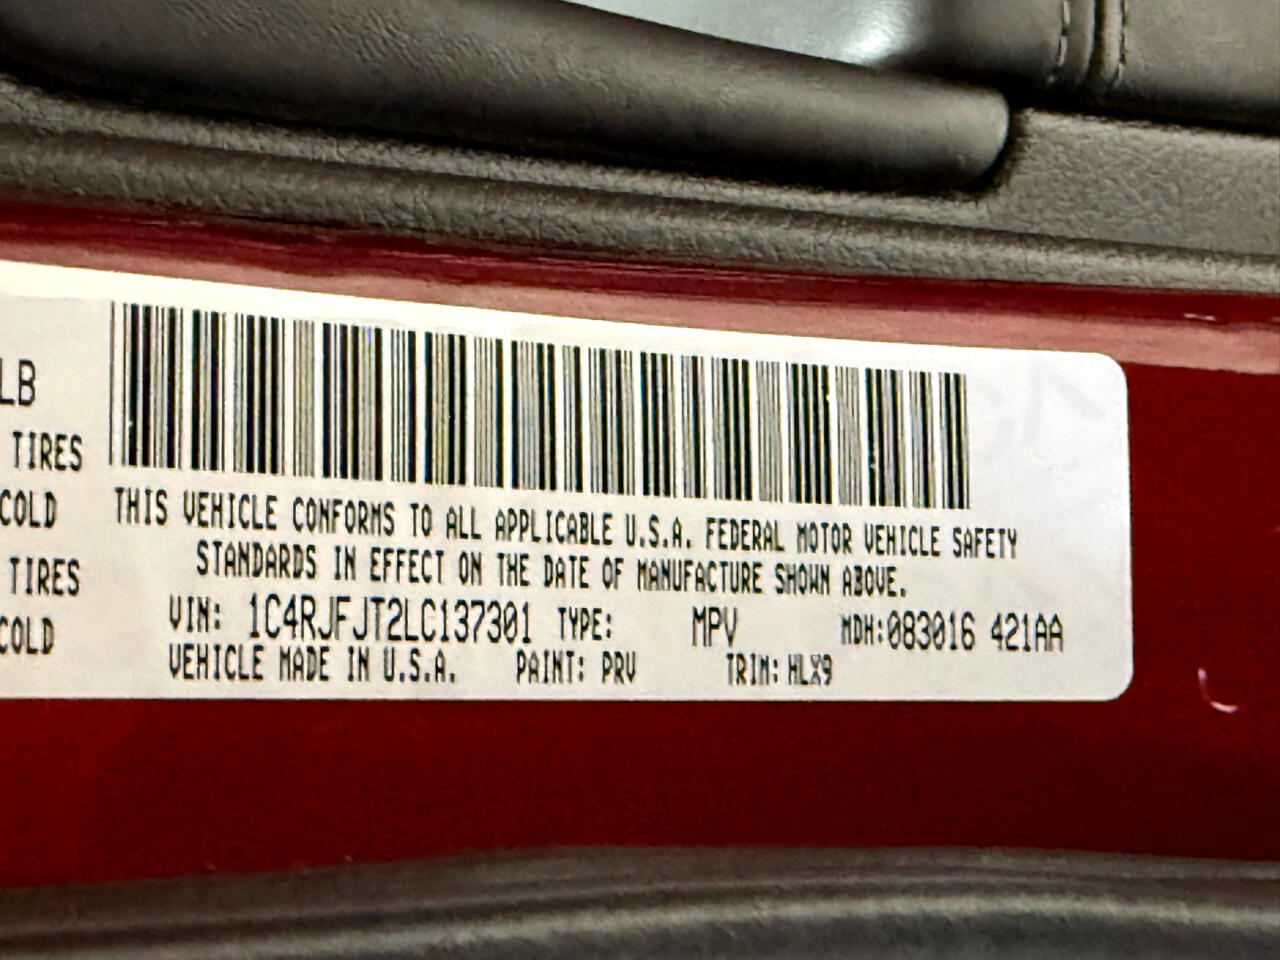 LB
TIRES
COLD
TIRES
COLD
THIS VEHICLE CONFORMS TO ALL APPLICABLE U.S.A. FEDERAL MOTOR VEHICLE SAFETY
STANDARDS IN EFFECT ON THE DATE OF MANUFACTURE SHOWN ABOVE.
VIN: 1C4RJFJT2LC137301 TYPE: MPV MDH:083016 421AA
VEHICLE MADE IN U.S.A. PAINT: PRV TRIM: HLX9